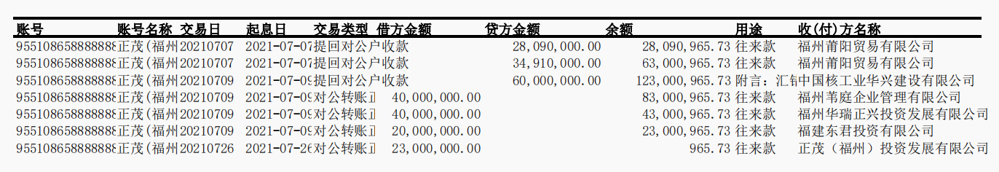 账号 账号名称 交易日 起息日 交易类型 借方金额 贷方金额 余额 用途 收(付)方名称
955108658888888 正茂(福州 20210707 2021-07-07 提回对公户收款 28,090,000.00 28,090,965.73 往来款 福州莆阳贸易有限公司
955108658888888 正茂(福州 20210707 2021-07-07 提回对公户收款 34,910,000.00 63,000,965.73 往来款 福州莆阳贸易有限公司
955108658888888 正茂(福州 20210709 2021-07-09 提回对公户收款 60,000,000.00 123,000,965.73 附言：汇 中国核工业华兴建设有限公司
955108658888888 正茂(福州 20210709 2021-07-09 对公转账 40,000,000.00 83,000,965.73 往来款 福州苇庭企业管理有限公司
955108658888888 正茂(福州 20210709 2021-07-09 对公转账 40,000,000.00 43,000,965.73 往来款 福州华瑞正兴投资发展有限公司
955108658888888 正茂(福州 20210709 2021-07-09 对公转账 20,000,000.00 23,000,965.73 往来款 福建东君投资有限公司
955108658888888 正茂(福州 20210726 2021-07-26 对公转账 23,000,000.00 965.73 往来款 正茂（福州）投资发展有限公司